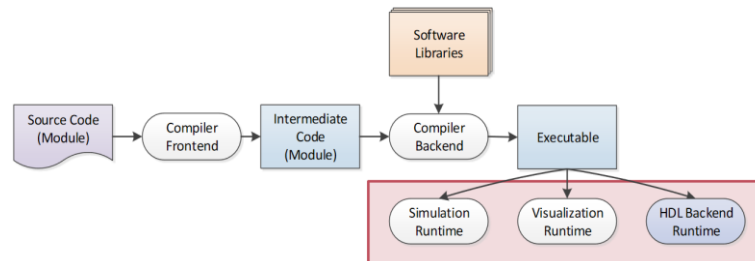 Software
Libraries
Source Code
(Module)
Compiler
Frontend
Intermediate
Code
(Module)
Compiler
Backend
Executable
Simulation
Runtime
Visualization
Runtime
HDL Backend
Runtime